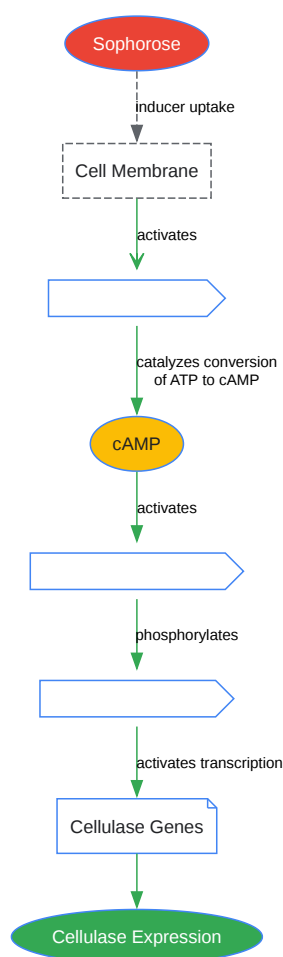 Sophorose
inducer uptake
Cell Membrane
activates
catalyzes conversion
of ATP to cAMP
cAMP
activates
phosphorylates
activates transcription
Cellulase Genes
Cellulase Expression